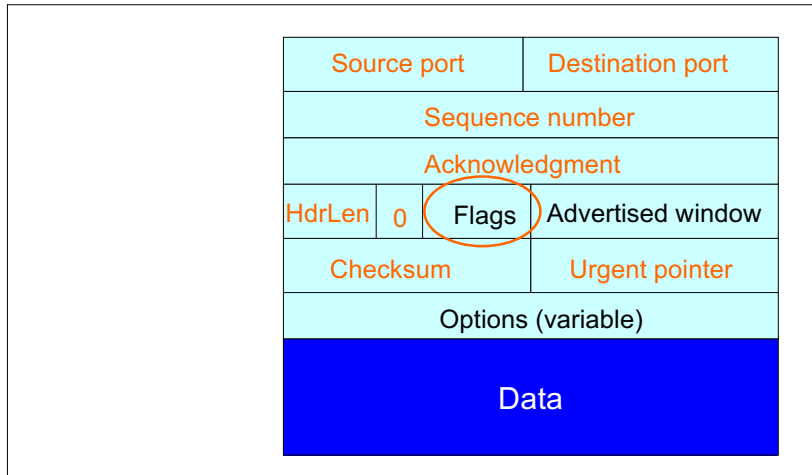 Source port Destination port
Sequence number
Acknowledgment
HdrLen 0 Flags Advertised window
Checksum Urgent pointer
Options (variable)
Data